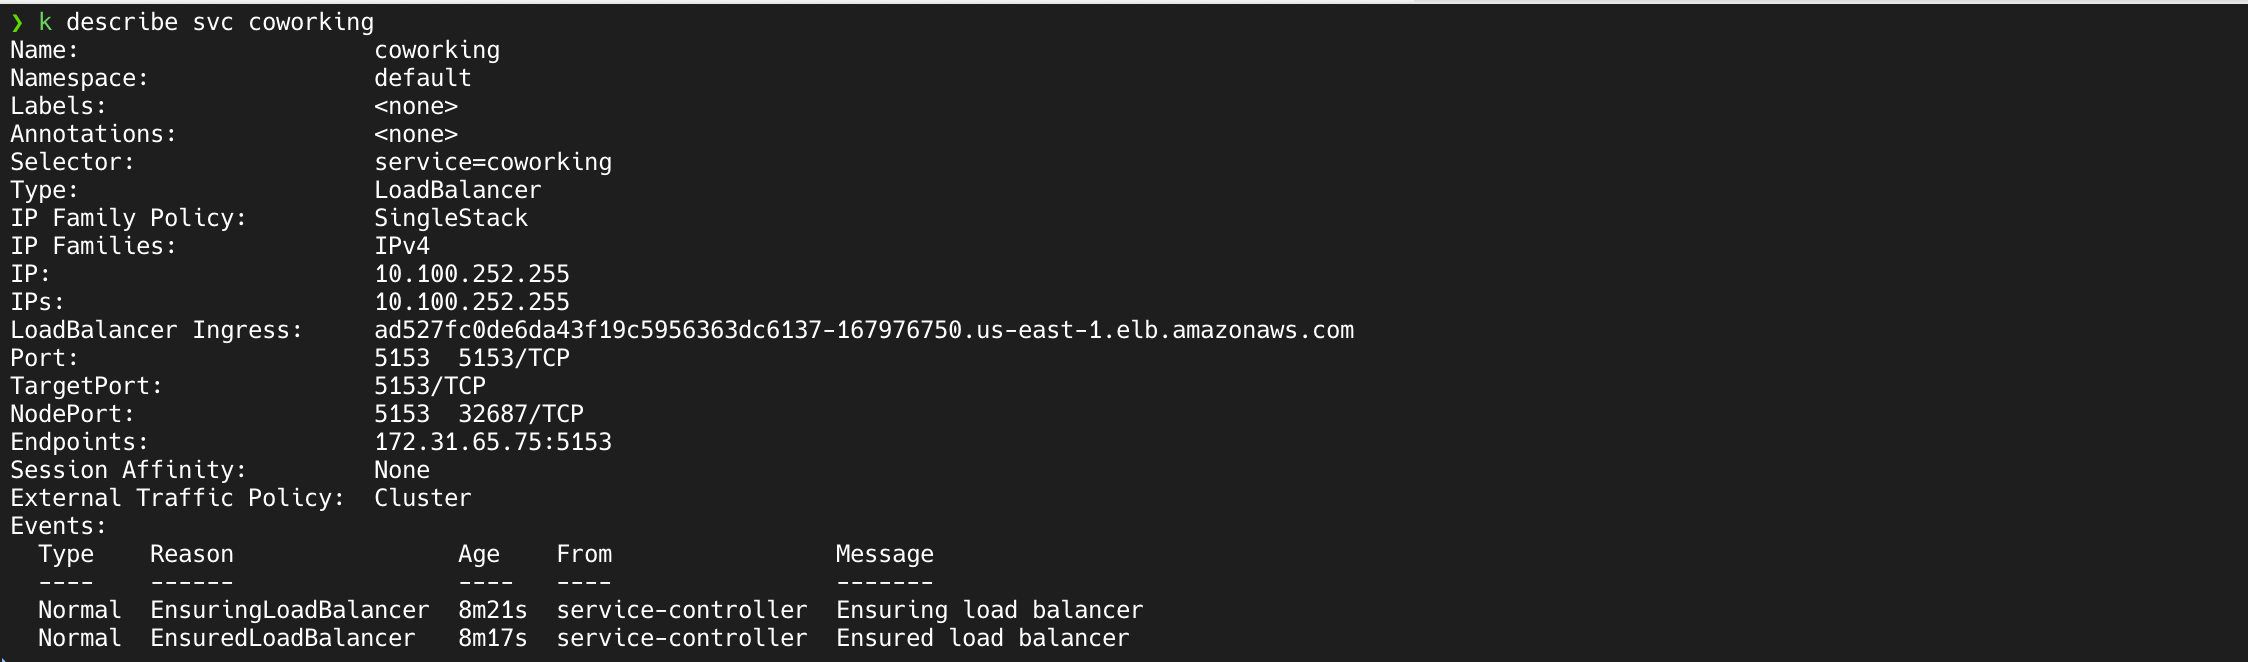 ❯ k describe svc coworking
Name:                     coworking
Namespace:                default
Labels:                   <none>
Annotations:              <none>
Selector:                 service=coworking
Type:                     LoadBalancer
IP Family Policy:         SingleStack
IP Families:              IPv4
IP:                       10.100.252.255
IPs:                      10.100.252.255
LoadBalancer Ingress:     ad527fc0de6da43f19c5956363dc6137-167976750.us-east-1.elb.amazonaws.com
Port:                     5153  5153/TCP
TargetPort:               5153/TCP
NodePort:                 5153  32687/TCP
Endpoints:                172.31.65.75:5153
Session Affinity:         None
External Traffic Policy:  Cluster
Events:
  Type    Reason                Age   From                Message
  ----    ------                ----  ----                -------
  Normal  EnsuringLoadBalancer  8m21s  service-controller  Ensuring load balancer
  Normal  EnsuredLoadBalancer   8m17s  service-controller  Ensured load balancer